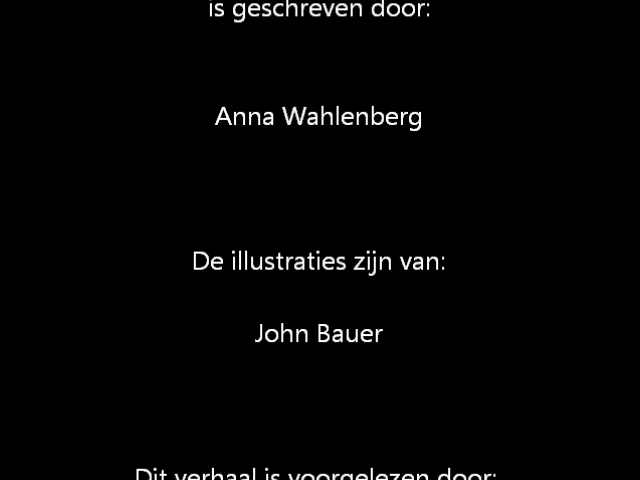 is geschreven door:
Anna Wahlenberg
De illustraties zijn van:
John Bauer
Dit verhaal is voorgelezen door: